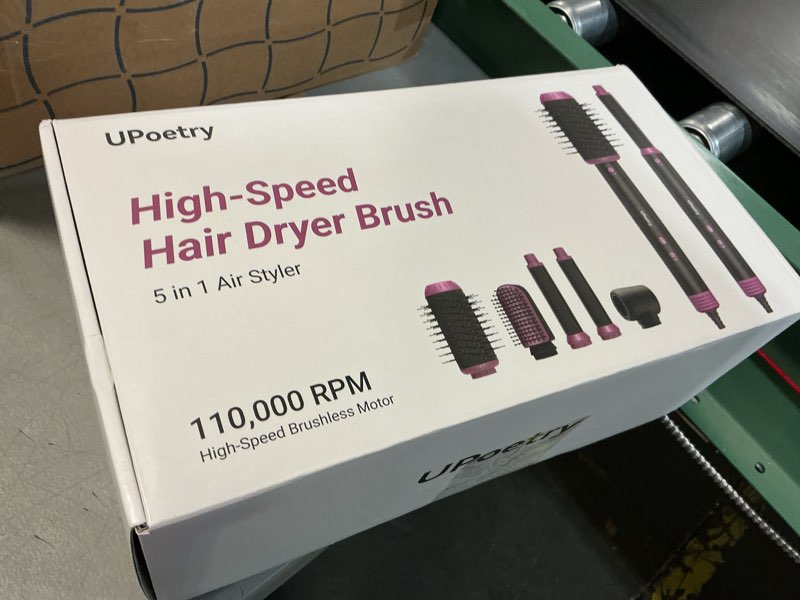 UPoetry
High-Speed
Hair Dryer Brush
5 in 1 Air Styler
110,000 RPM
High-Speed Brushless Motor
UPoetry